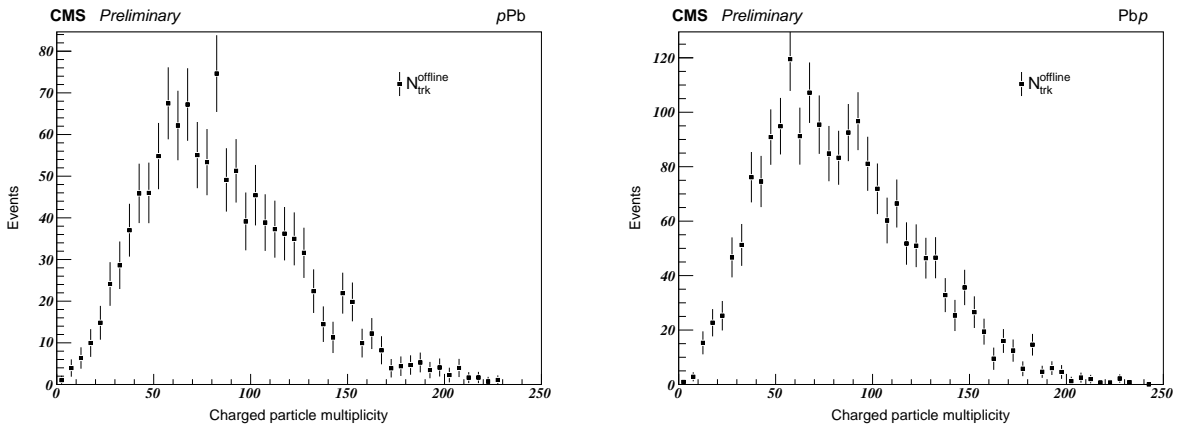 CMS Preliminary pPb
80
70
60
50
40
30
20
10
0
Events
N_trk^offline
0 50 100 150 200 250
Charged particle multiplicity
CMS Preliminary Pbp
120
100
80
60
40
20
0
Events
N_trk^offline
0 50 100 150 200 250
Charged particle multiplicity